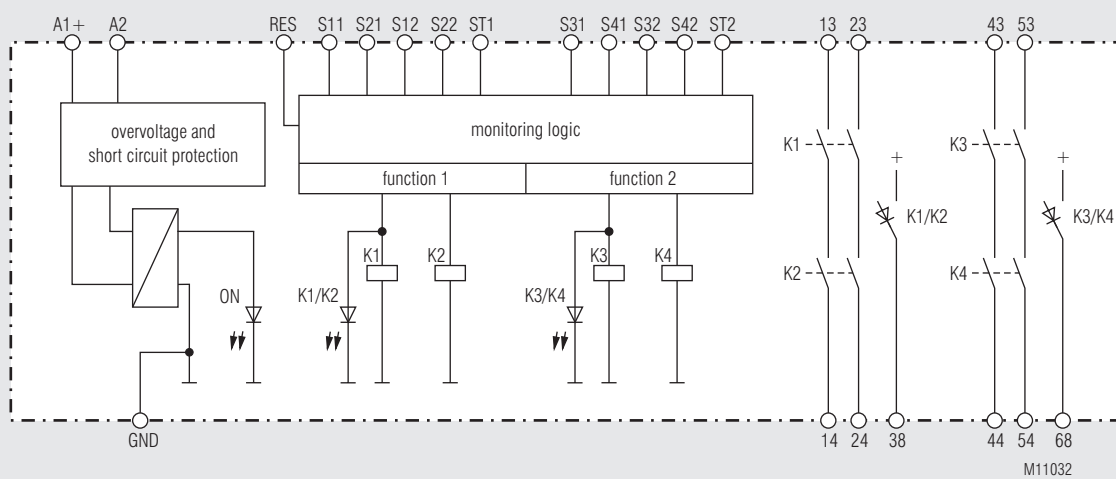 A1+ A2 RES S11 S21 S12 S22 ST1 S31 S41 S32 S42 ST2 13 23 43 53
overvoltage and
short circuit protection
monitoring logic
function 1 function 2
K1 K3
+ +
K1/K2 K3/K4
K1 K2 K3 K4
K2 K4
ON K1/K2 K3/K4
GND 14 24 38 44 54 68
M11032